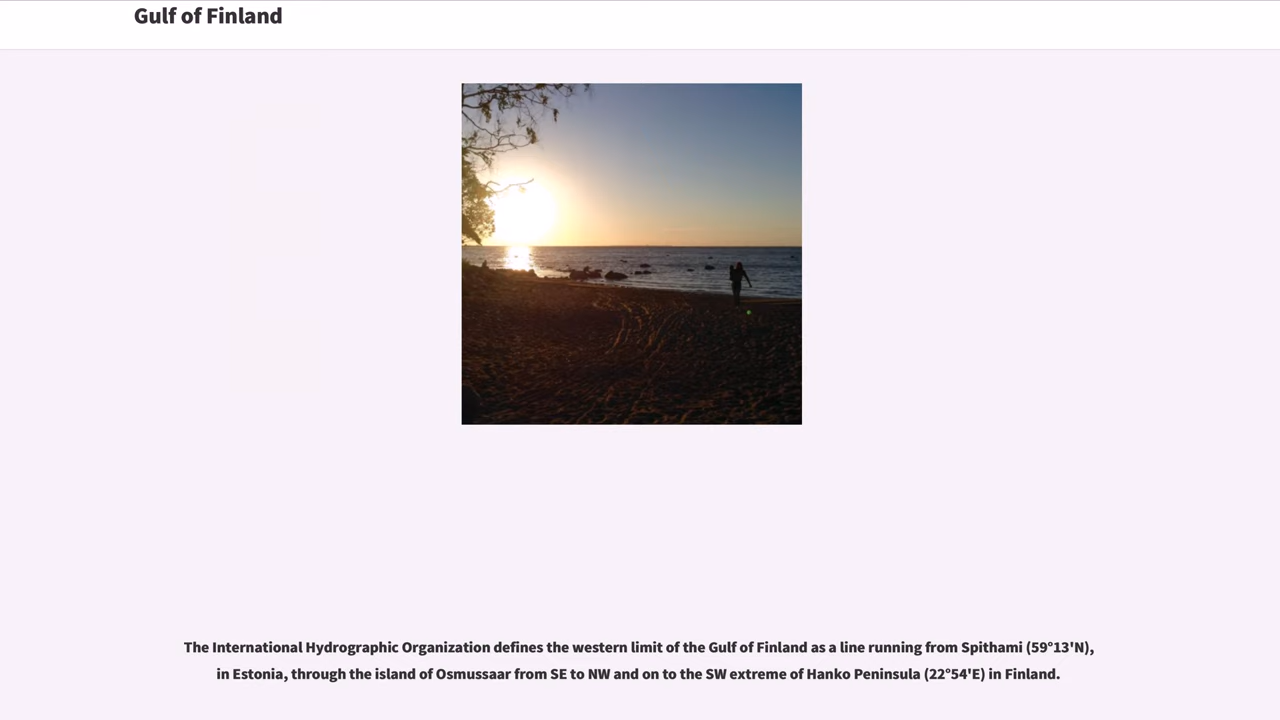 Gulf of Finland
The International Hydrographic Organization defines the western limit of the Gulf of Finland as a line running from Spithami (59°13'N),
in Estonia, through the island of Osmussaar from SE to NW and on to the SW extreme of Hanko Peninsula (22°54'E) in Finland.